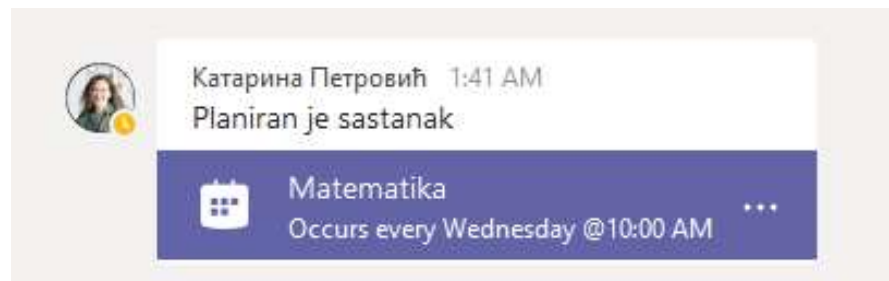 Катарина Петровић 1:41 AM
Planiran je sastanak
Matematika
Occurs every Wednesday @10:00 AM